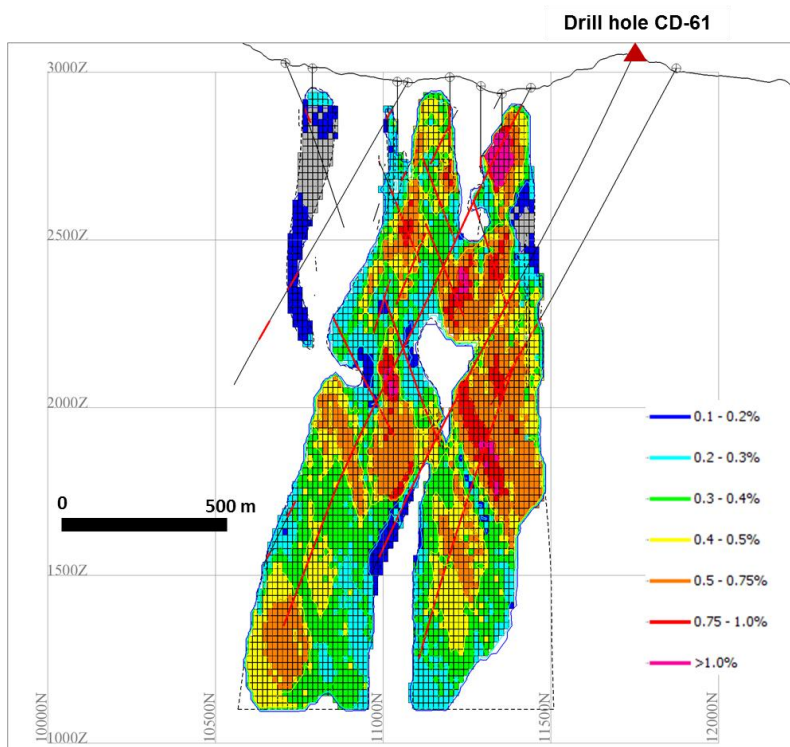 Drill hole CD-61
3000Z
2500Z
2000Z
1500Z
1000Z
0
500 m
0.1 - 0.2%
0.2 - 0.3%
0.3 - 0.4%
0.4 - 0.5%
0.5 - 0.75%
0.75 - 1.0%
>1.0%
10000N
10500N
11000N
11500N
12000N